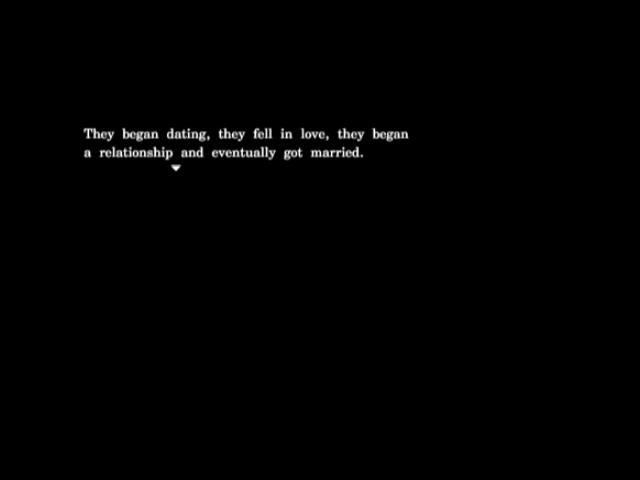 They began dating, they fell in love, they began
a relationship and eventually got married.